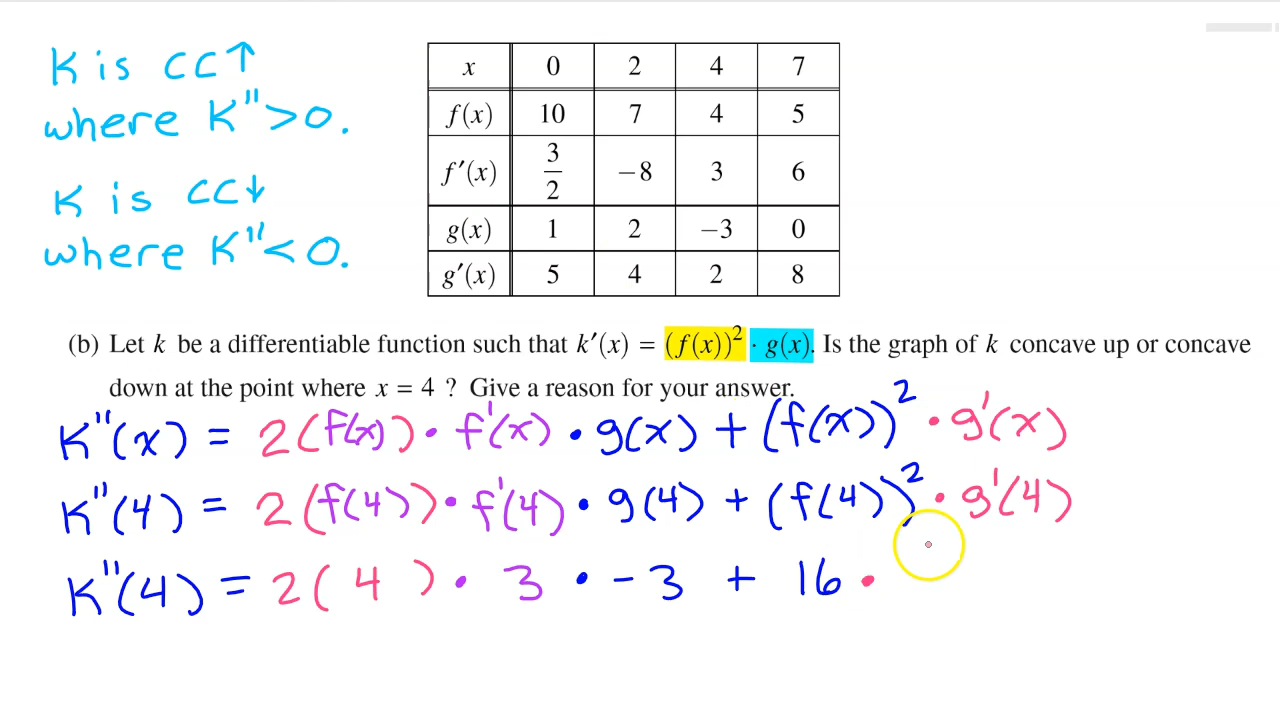 K is CC↑
where K''>0.
K is CC↓
where K''<0.
x 0 2 4 7
f(x) 10 7 4 5
f′(x) 3/2 −8 3 6
g(x) 1 2 −3 0
g′(x) 5 4 2 8
(b) Let k be a differentiable function such that k′(x) = (f(x))² · g(x). Is the graph of k concave up or concave
down at the point where x = 4 ? Give a reason for your answer.
K''(x) = 2(f(x)) • f'(x) • g(x) + (f(x))² • g'(x)
K''(4) = 2(f(4)) • f'(4) • g(4) + (f(4))² • g'(4)
K''(4) = 2( 4 ) • 3 • -3 + 16 •